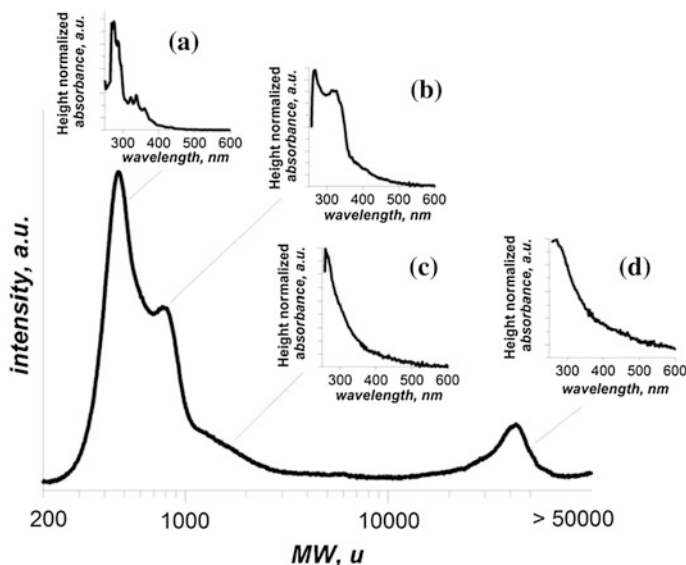 (a)
Height normalized
absorbance, a.u.
300 400 500 600
wavelength, nm
(b)
Height normalized
absorbance, a.u.
300 400 500 600
wavelength, nm
(c)
Height normalized
absorbance, a.u.
300 400 500 600
wavelength, nm
(d)
Height normalized
absorbance, a.u.
300 400 500 600
wavelength, nm
intensity, a.u.
200 1000 10000 > 50000
MW, u